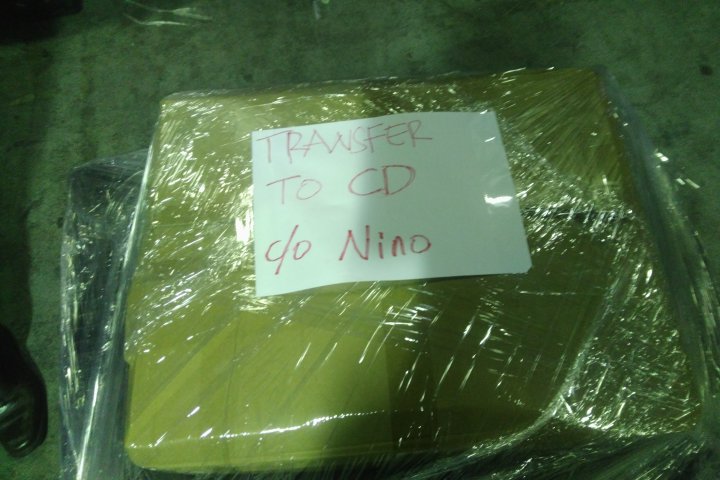 TRANSFER
TO CD
c/o Nino